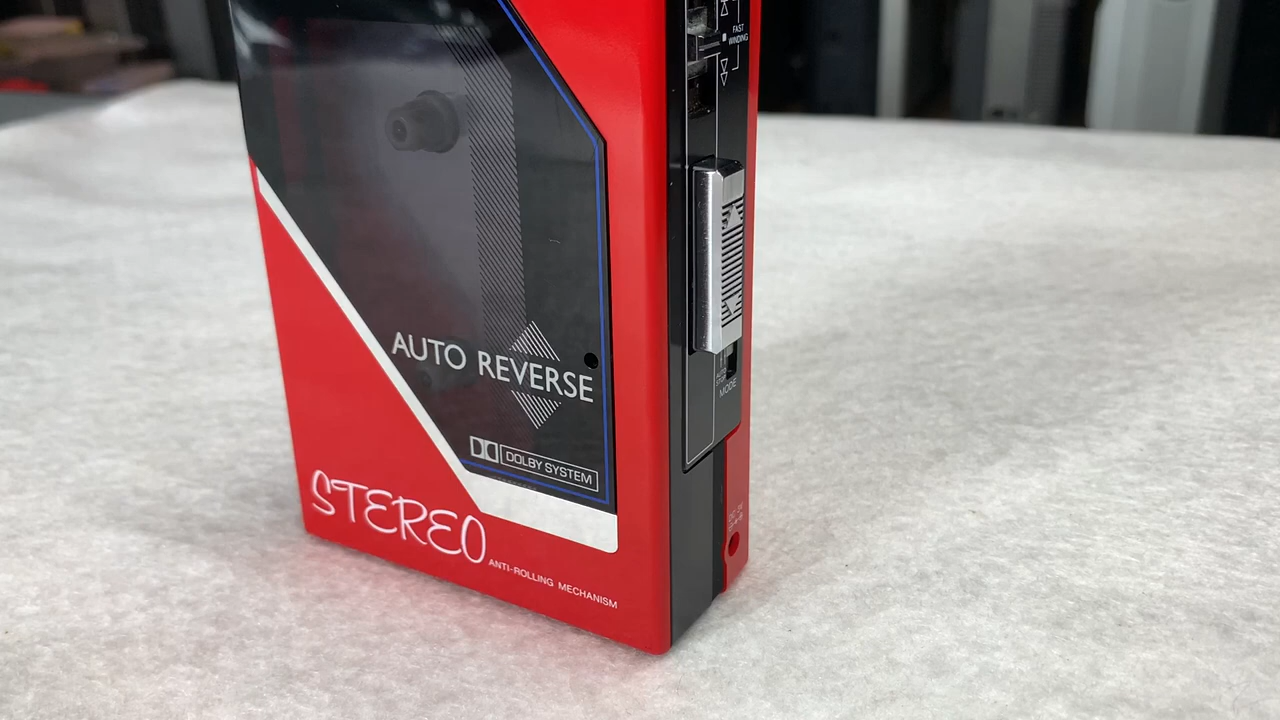 FAST
WINDING
AUTO REVERSE
DOLBY SYSTEM
STEREO
ANTI-ROLLING MECHANISM
MODE